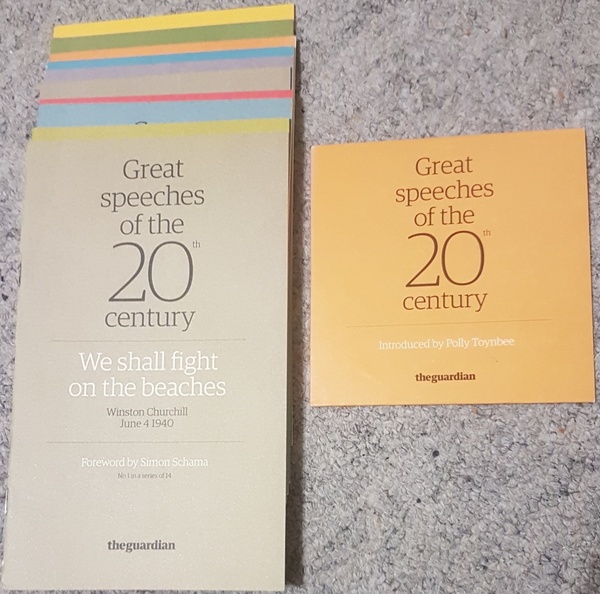 Great
speeches
of the
20th
century
We shall fight
on the beaches
Winston Churchill
June 4 1940
Foreword by Simon Schama
No 1 in a series of 14
theguardian
Great
speeches
of the
20th
century
Introduced by Polly Toynbee
theguardian